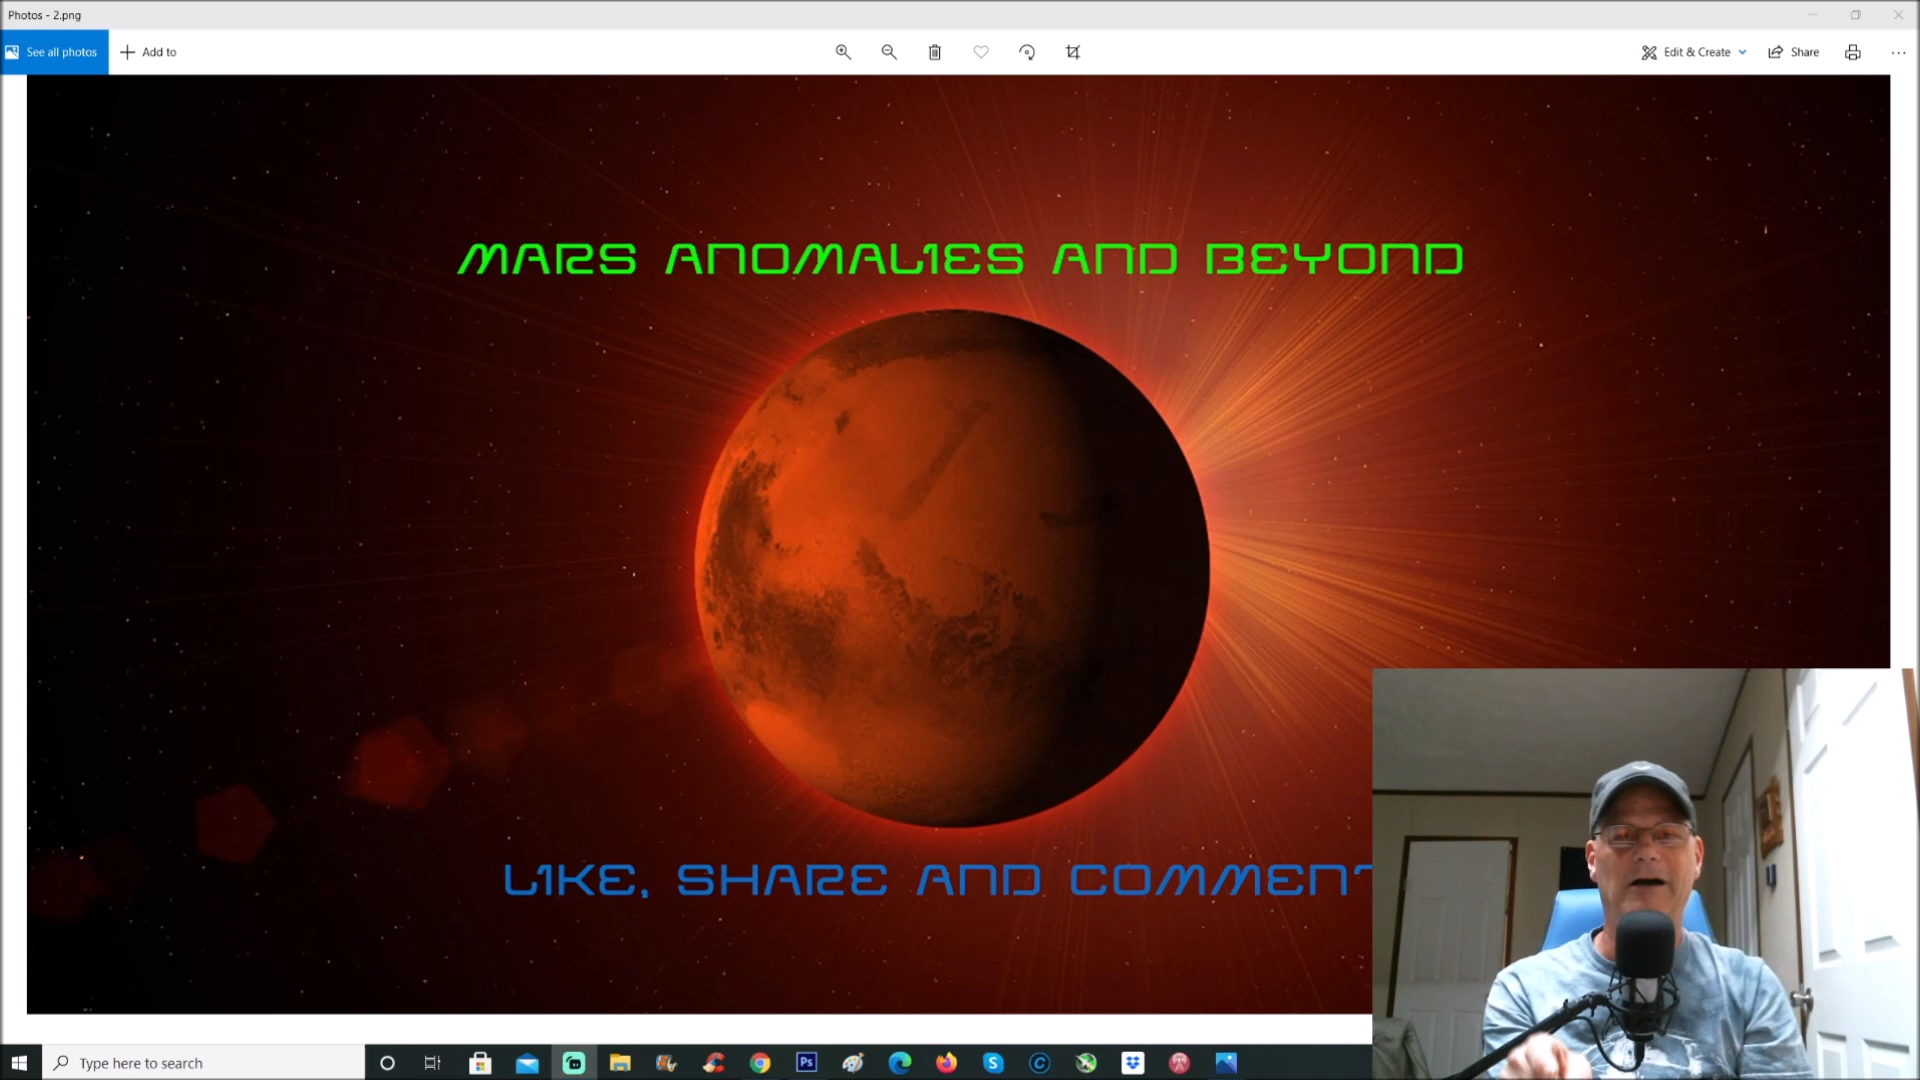 Photos - 2.png
See all photos
Add to
Edit & Create
Share
MARS ANOMALIES AND BEYOND
LIKE, SHARE AND COMMENT
Type here to search
Ps